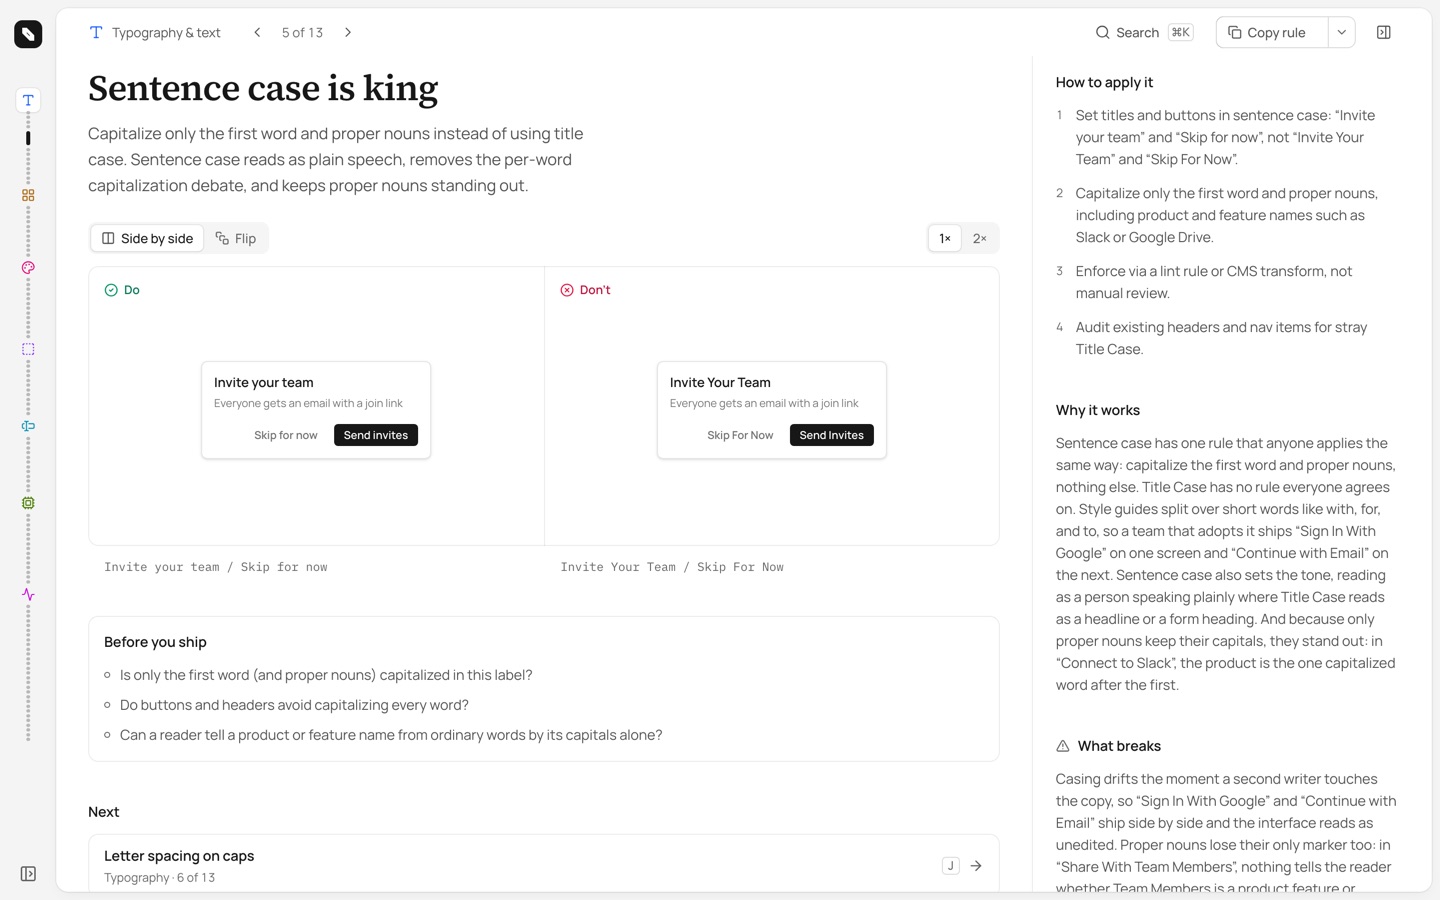 Typography & text
5 of 13
Search ⌘K
Copy rule
Sentence case is king
Capitalize only the first word and proper nouns instead of using title
case. Sentence case reads as plain speech, removes the per-word
capitalization debate, and keeps proper nouns standing out.
Side by side
Flip
1×
2×
Do
Invite your team
Everyone gets an email with a join link
Skip for now
Send invites
Don't
Invite Your Team
Everyone gets an email with a join link
Skip For Now
Send Invites
Invite your team / Skip for now
Invite Your Team / Skip For Now
Before you ship
Is only the first word (and proper nouns) capitalized in this label?
Do buttons and headers avoid capitalizing every word?
Can a reader tell a product or feature name from ordinary words by its capitals alone?
Next
Letter spacing on caps
Typography · 6 of 13
J
How to apply it
1 Set titles and buttons in sentence case: “Invite
your team” and “Skip for now”, not “Invite Your
Team” and “Skip For Now”.
2 Capitalize only the first word and proper nouns,
including product and feature names such as
Slack or Google Drive.
3 Enforce via a lint rule or CMS transform, not
manual review.
4 Audit existing headers and nav items for stray
Title Case.
Why it works
Sentence case has one rule that anyone applies the
same way: capitalize the first word and proper nouns,
nothing else. Title Case has no rule everyone agrees
on. Style guides split over short words like with, for,
and to, so a team that adopts it ships “Sign In With
Google” on one screen and “Continue with Email” on
the next. Sentence case also sets the tone, reading
as a person speaking plainly where Title Case reads
as a headline or a form heading. And because only
proper nouns keep their capitals, they stand out: in
“Connect to Slack”, the product is the one capitalized
word after the first.
What breaks
Casing drifts the moment a second writer touches
the copy, so “Sign In With Google” and “Continue with
Email” ship side by side and the interface reads as
unedited. Proper nouns lose their only marker too: in
“Share With Team Members”, nothing tells the reader
whether Team Members is a product feature or